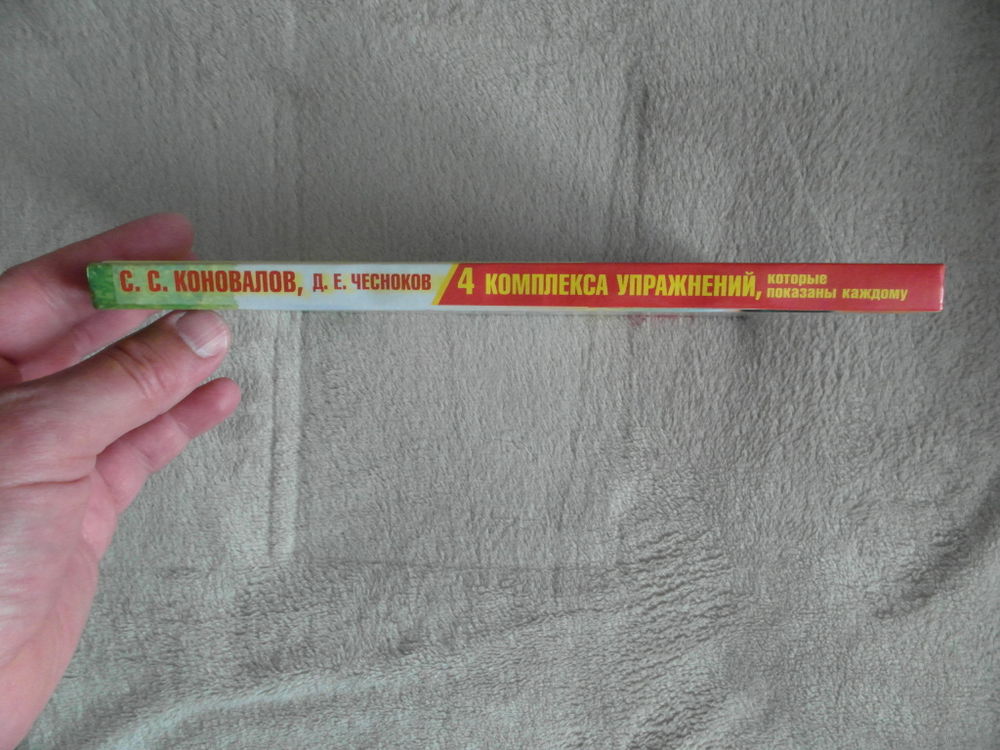 С. С. КОНОВАЛОВ, Д. Е. ЧЕСНОКОВ
4 КОМПЛЕКСА УПРАЖНЕНИЙ, которые
показаны каждому